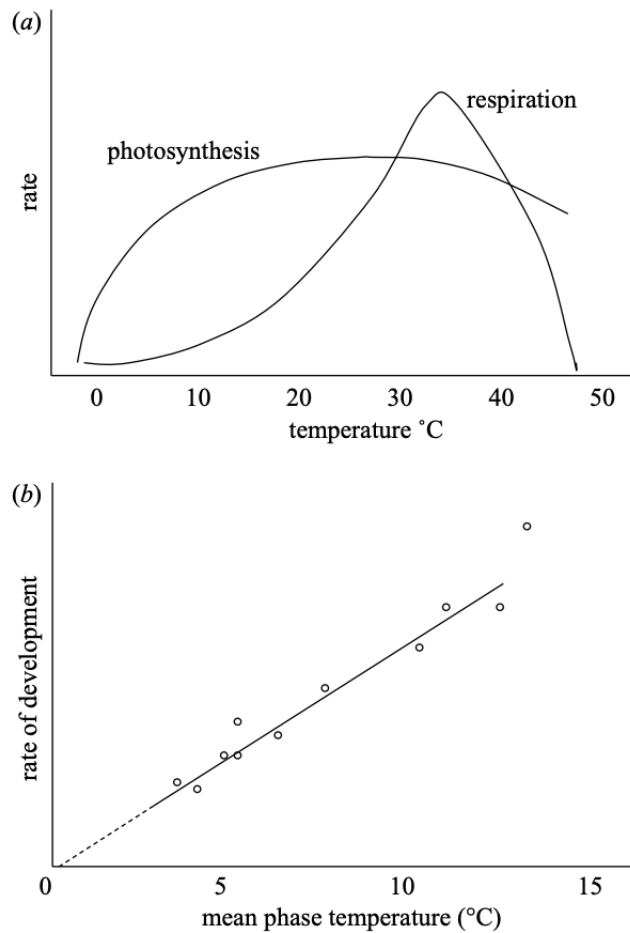 (a)
respiration
photosynthesis
rate
0 10 20 30 40 50
temperature ˚C
(b)
rate of development
0 5 10 15
mean phase temperature (°C)